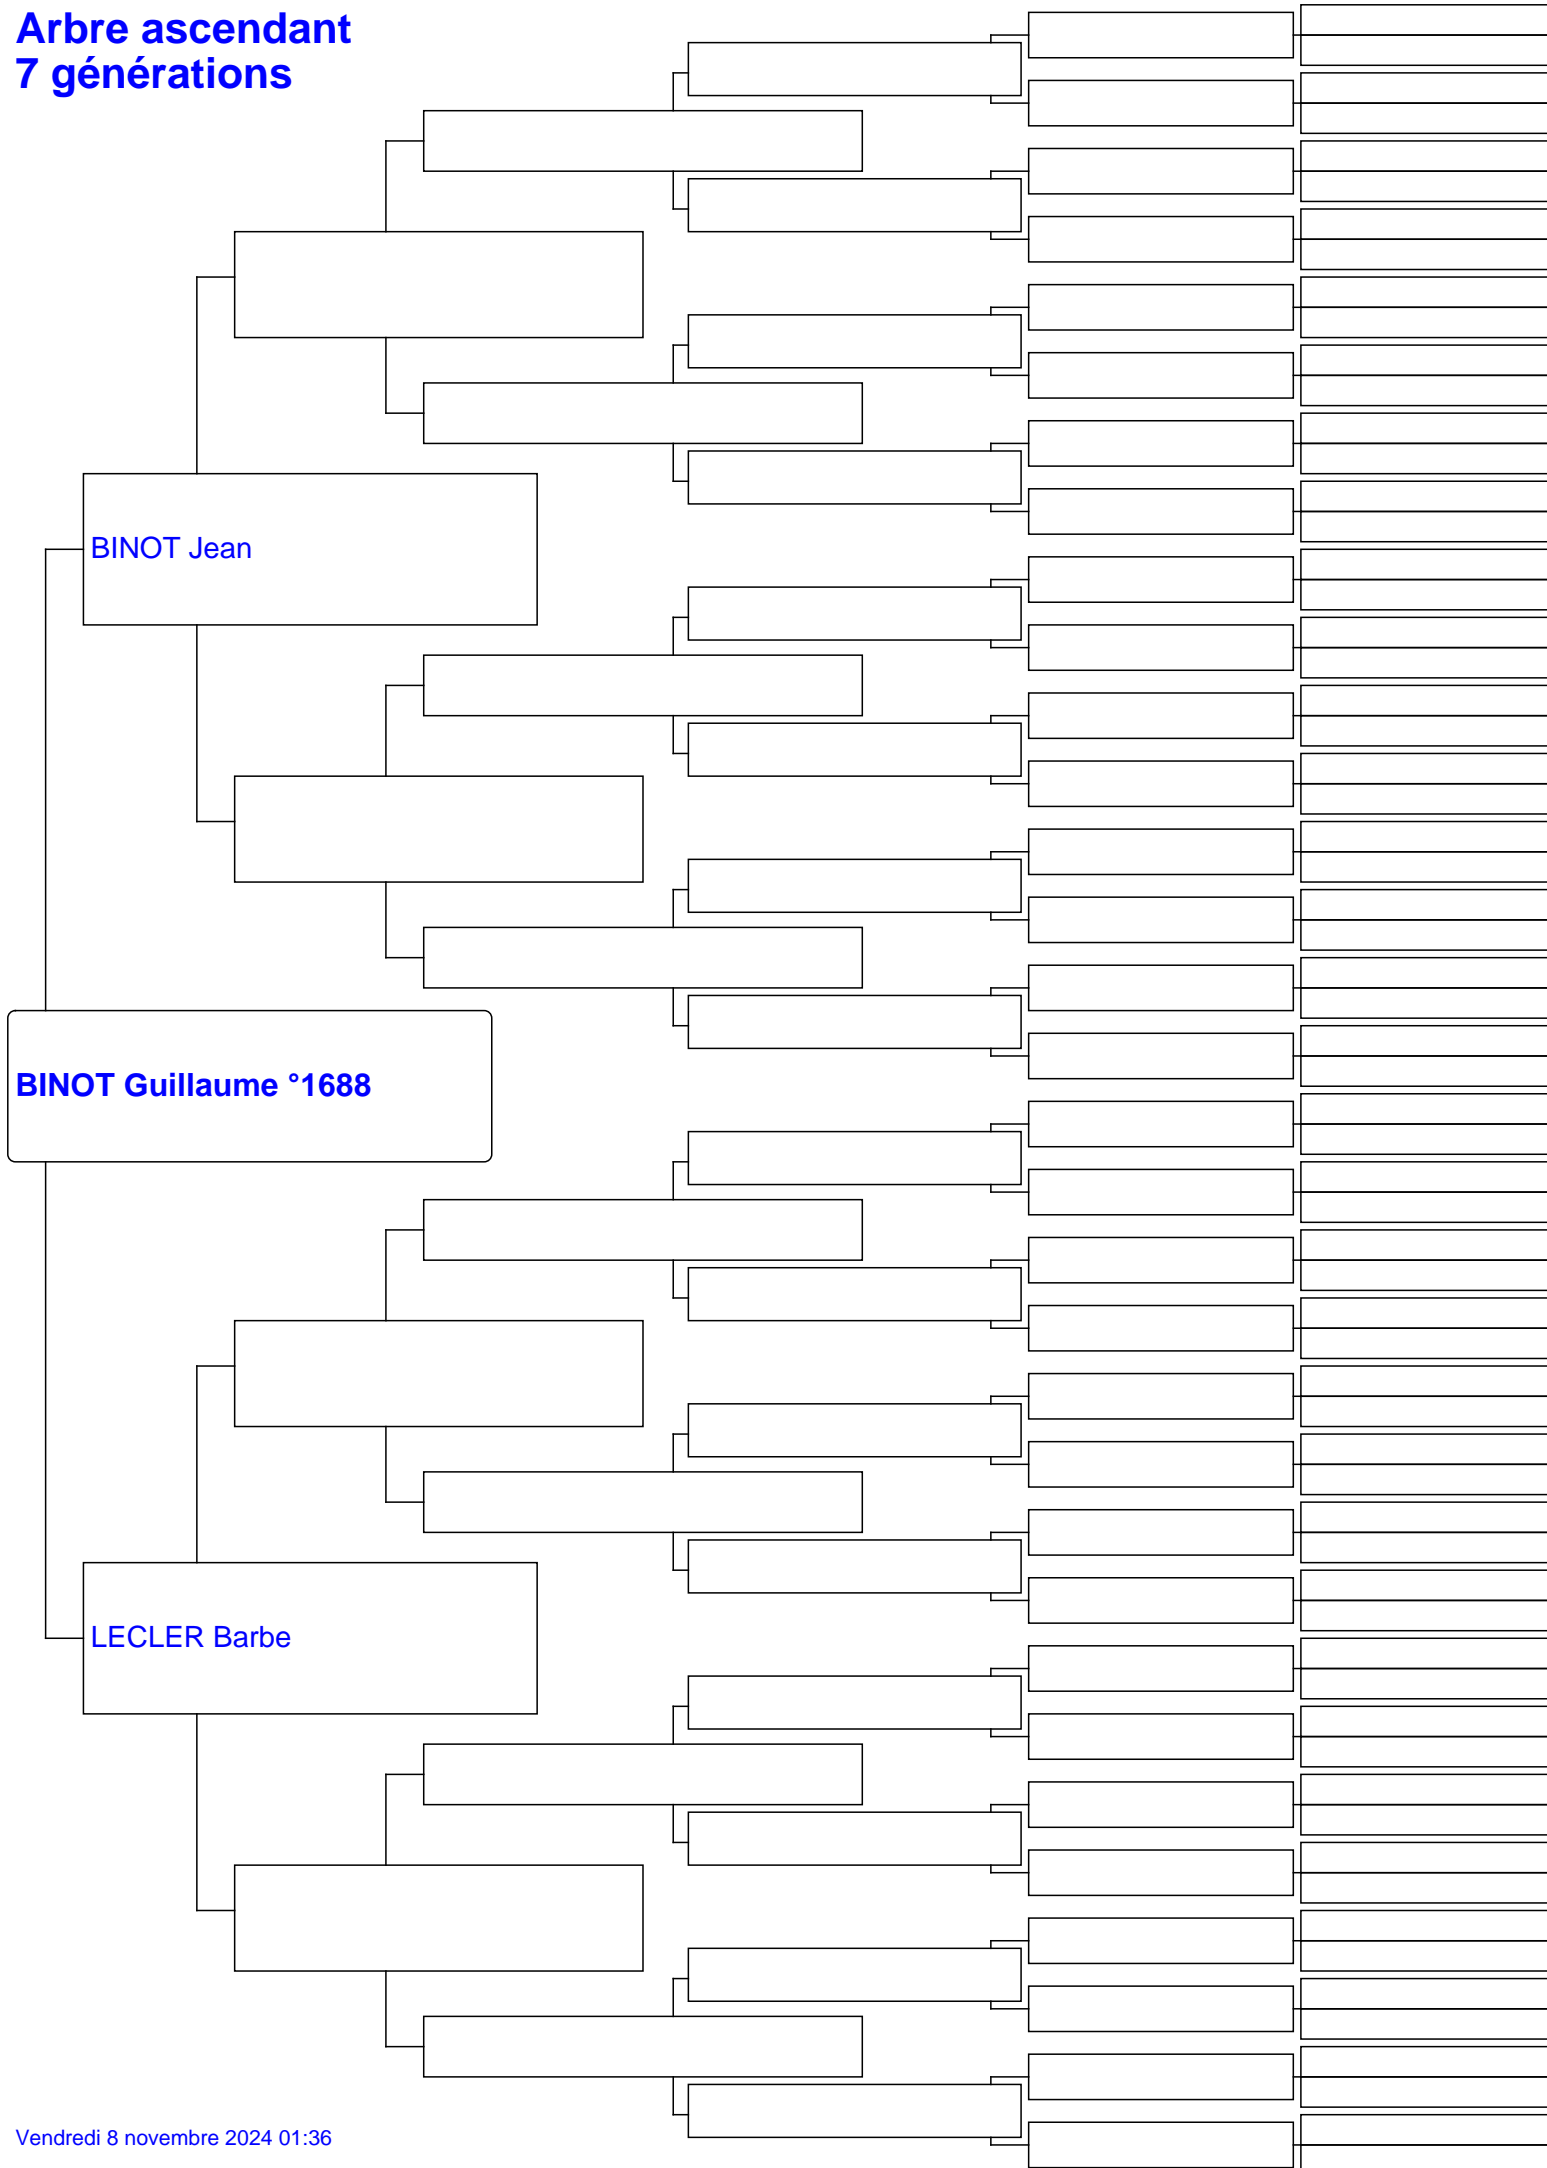 Arbre ascendant
7 générations
BINOT Jean
BINOT Guillaume °1688
LECLER Barbe
Vendredi 8 novembre 2024 01:36